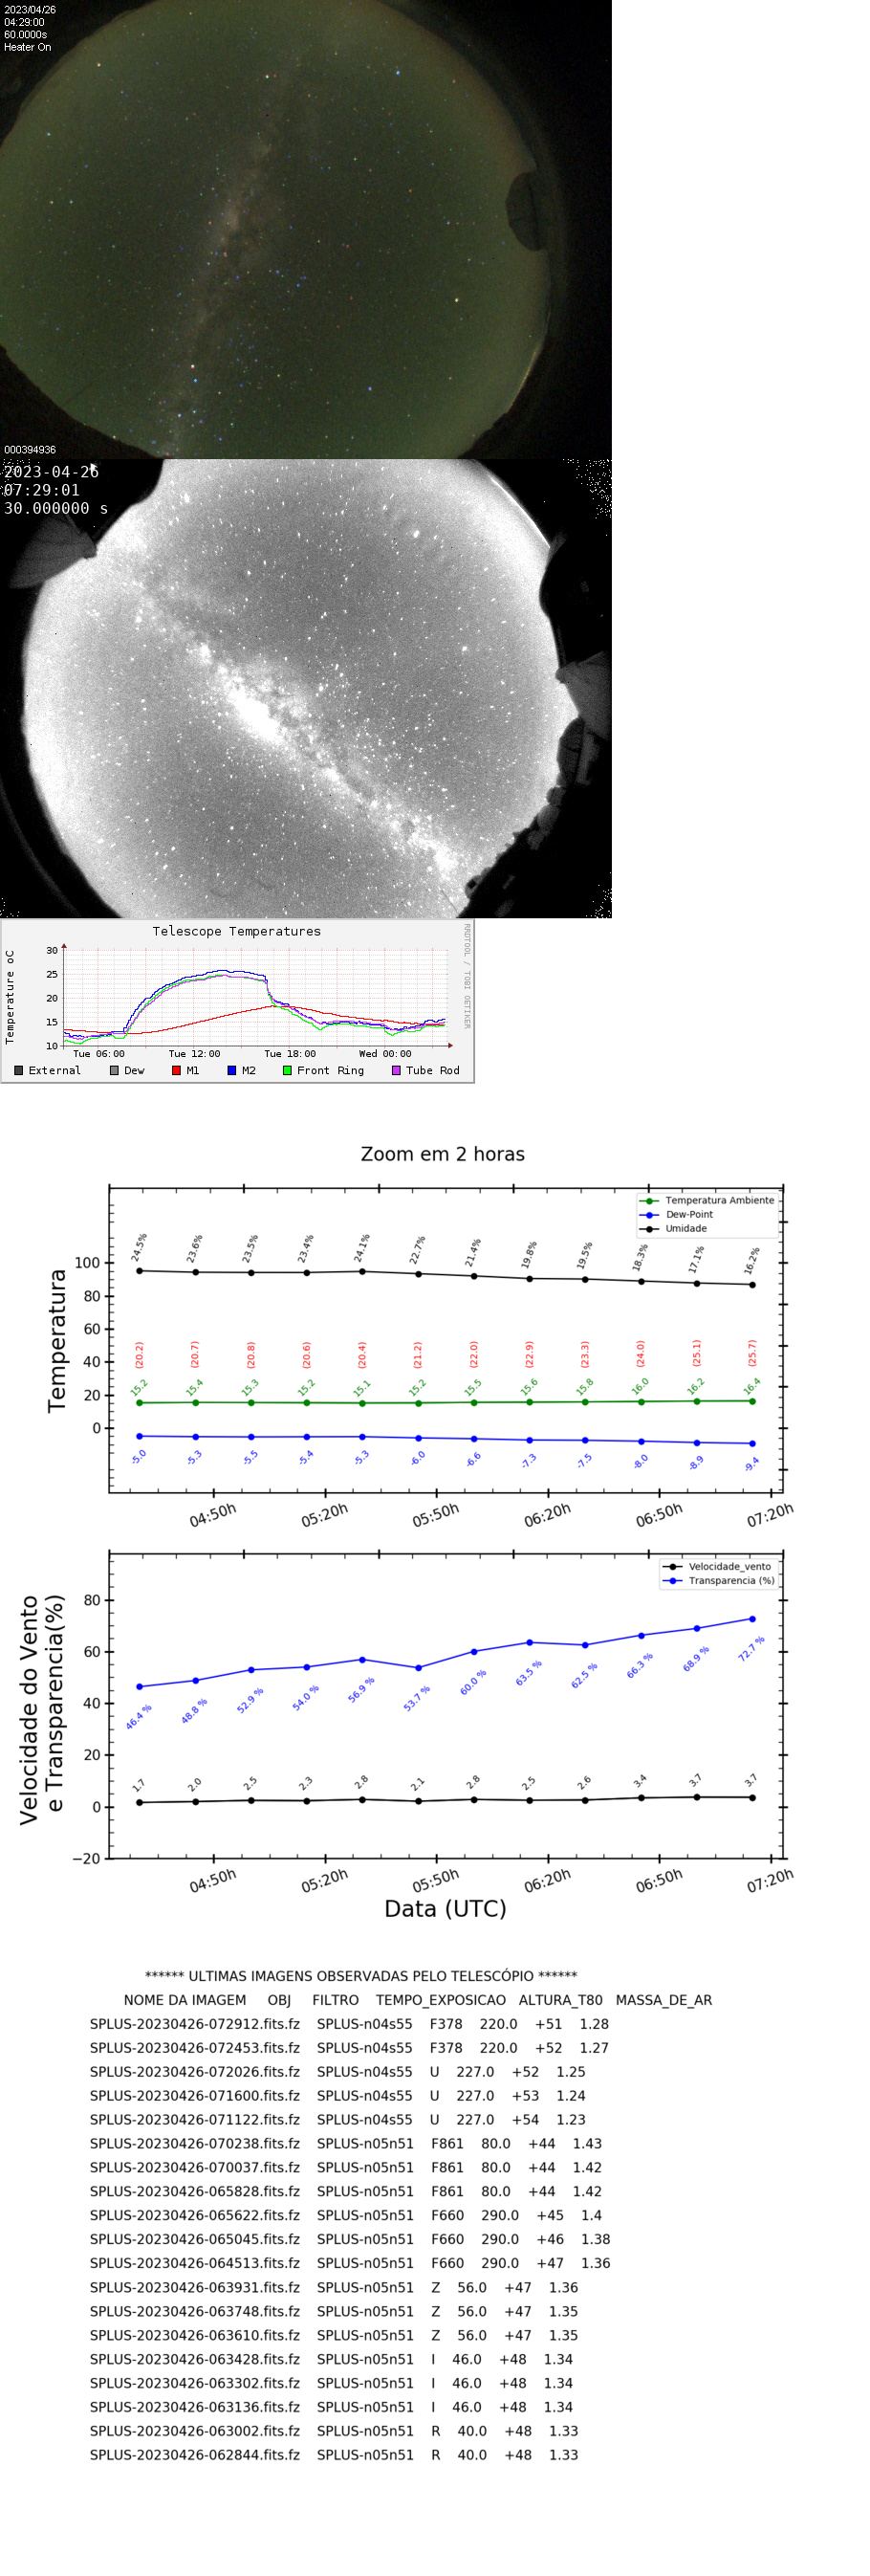 2023/04/26
04:29:00
60.0000s
Heater On
000394936
2023-04-26
07:29:01
30.000000 s
Telescope Temperatures
RRDTOOL / TOBI OETIKER
Temperature oC
30
25
20
15
10
Tue 06:00 Tue 12:00 Tue 18:00 Wed 00:00
External Dew M1 M2 Front Ring Tube Rod
Zoom em 2 horas
Temperatura Ambiente
Dew-Point
Umidade
Temperatura
100
80
60
40
20
0
24.5% 23.6% 23.5% 23.4% 24.1% 22.7% 21.4% 19.8% 19.5% 18.3% 17.1% 16.2%
(20.2) (20.7) (20.8) (20.6) (20.4) (21.2) (22.0) (22.9) (23.3) (24.0) (25.1) (25.7)
15.2 15.4 15.3 15.2 15.1 15.2 15.5 15.6 15.8 16.0 16.2 16.4
-5.0 -5.3 -5.5 -5.4 -5.3 -6.0 -6.6 -7.3 -7.5 -8.0 -8.9 -9.4
04:50h 05:20h 05:50h 06:20h 06:50h 07:20h
Velocidade_vento
Transparencia (%)
Velocidade do Vento
e Transparencia(%)
80
60
40
20
0
−20
46.4 % 48.8 % 52.9 % 54.0 % 56.9 % 53.7 % 60.0 % 63.5 % 62.5 % 66.3 % 68.9 % 72.7 %
1.7 2.0 2.5 2.3 2.8 2.1 2.8 2.5 2.6 3.4 3.7 3.7
04:50h 05:20h 05:50h 06:20h 06:50h 07:20h
Data (UTC)
****** ULTIMAS IMAGENS OBSERVADAS PELO TELESCÓPIO ******
NOME DA IMAGEM OBJ FILTRO TEMPO_EXPOSICAO ALTURA_T80 MASSA_DE_AR
SPLUS-20230426-072912.fits.fz SPLUS-n04s55 F378 220.0 +51 1.28
SPLUS-20230426-072453.fits.fz SPLUS-n04s55 F378 220.0 +52 1.27
SPLUS-20230426-072026.fits.fz SPLUS-n04s55 U 227.0 +52 1.25
SPLUS-20230426-071600.fits.fz SPLUS-n04s55 U 227.0 +53 1.24
SPLUS-20230426-071122.fits.fz SPLUS-n04s55 U 227.0 +54 1.23
SPLUS-20230426-070238.fits.fz SPLUS-n05n51 F861 80.0 +44 1.43
SPLUS-20230426-070037.fits.fz SPLUS-n05n51 F861 80.0 +44 1.42
SPLUS-20230426-065828.fits.fz SPLUS-n05n51 F861 80.0 +44 1.42
SPLUS-20230426-065622.fits.fz SPLUS-n05n51 F660 290.0 +45 1.4
SPLUS-20230426-065045.fits.fz SPLUS-n05n51 F660 290.0 +46 1.38
SPLUS-20230426-064513.fits.fz SPLUS-n05n51 F660 290.0 +47 1.36
SPLUS-20230426-063931.fits.fz SPLUS-n05n51 Z 56.0 +47 1.36
SPLUS-20230426-063748.fits.fz SPLUS-n05n51 Z 56.0 +47 1.35
SPLUS-20230426-063610.fits.fz SPLUS-n05n51 Z 56.0 +47 1.35
SPLUS-20230426-063428.fits.fz SPLUS-n05n51 I 46.0 +48 1.34
SPLUS-20230426-063302.fits.fz SPLUS-n05n51 I 46.0 +48 1.34
SPLUS-20230426-063136.fits.fz SPLUS-n05n51 I 46.0 +48 1.34
SPLUS-20230426-063002.fits.fz SPLUS-n05n51 R 40.0 +48 1.33
SPLUS-20230426-062844.fits.fz SPLUS-n05n51 R 40.0 +48 1.33